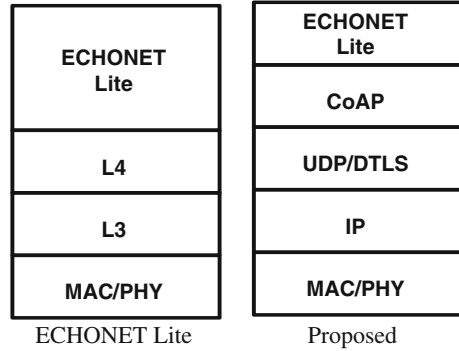 ECHONET
Lite
L4
L3
MAC/PHY
ECHONET Lite
ECHONET
Lite
CoAP
UDP/DTLS
IP
MAC/PHY
Proposed